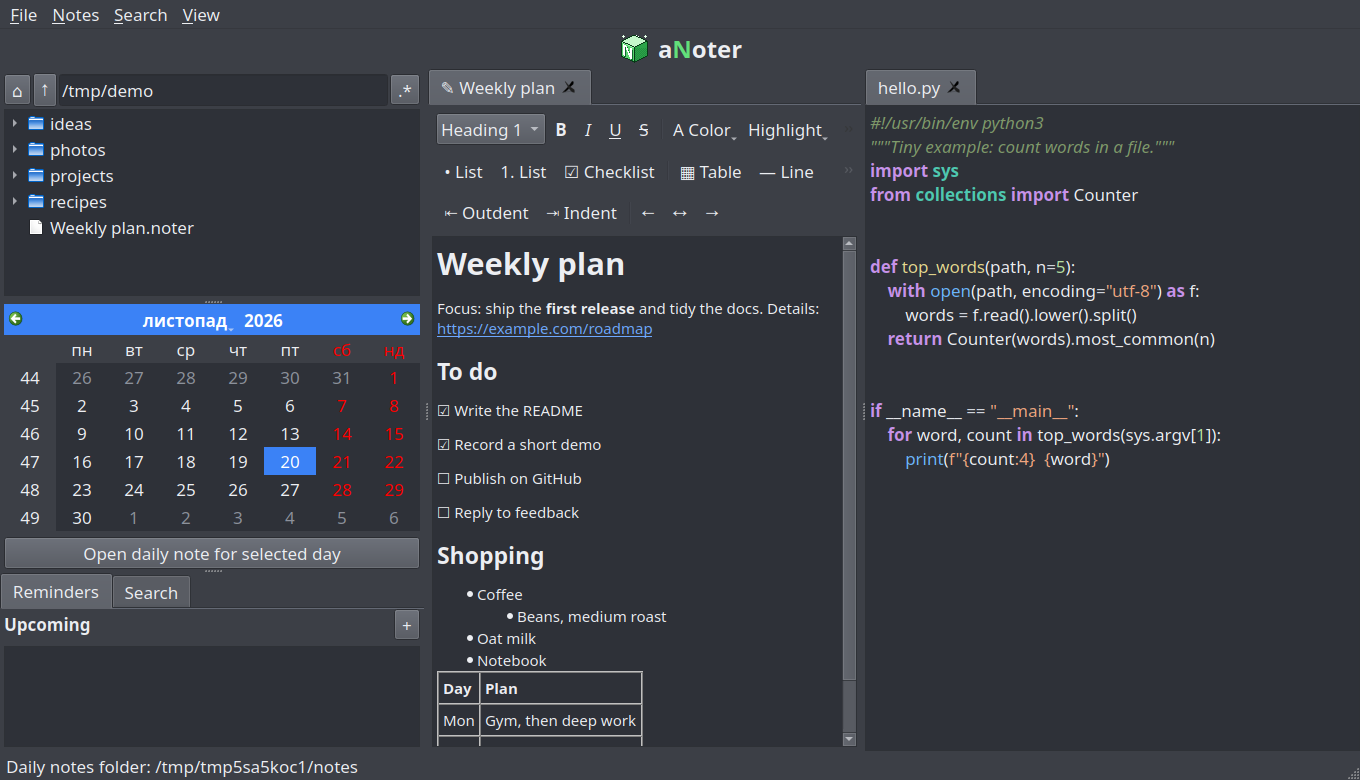 File Notes Search View
aNoter
/tmp/demo .*
ideas
photos
projects
recipes
Weekly plan.noter
листопад, 2026
пн вт ср чт пт сб нд
44 26 27 28 29 30 31 1
45 2 3 4 5 6 7 8
46 9 10 11 12 13 14 15
47 16 17 18 19 20 21 22
48 23 24 25 26 27 28 29
49 30 1 2 3 4 5 6
Open daily note for selected day
Reminders Search
Upcoming +
Daily notes folder: /tmp/tmp5sa5koc1/notes
✎ Weekly plan
Heading 1 B I U S A Color Highlight »
• List 1. List ☑ Checklist ▦ Table — Line »
⇤ Outdent ⇥ Indent ← ↔ →
Weekly plan
Focus: ship the first release and tidy the docs. Details:
https://example.com/roadmap
To do
☑ Write the README
☑ Record a short demo
☐ Publish on GitHub
☐ Reply to feedback
Shopping
• Coffee
• Beans, medium roast
• Oat milk
• Notebook
Day Plan
Mon Gym, then deep work
hello.py
#!/usr/bin/env python3
"""Tiny example: count words in a file."""
import sys
from collections import Counter
def top_words(path, n=5):
with open(path, encoding="utf-8") as f:
words = f.read().lower().split()
return Counter(words).most_common(n)
if __name__ == "__main__":
for word, count in top_words(sys.argv[1]):
print(f"{count:4}  {word}")